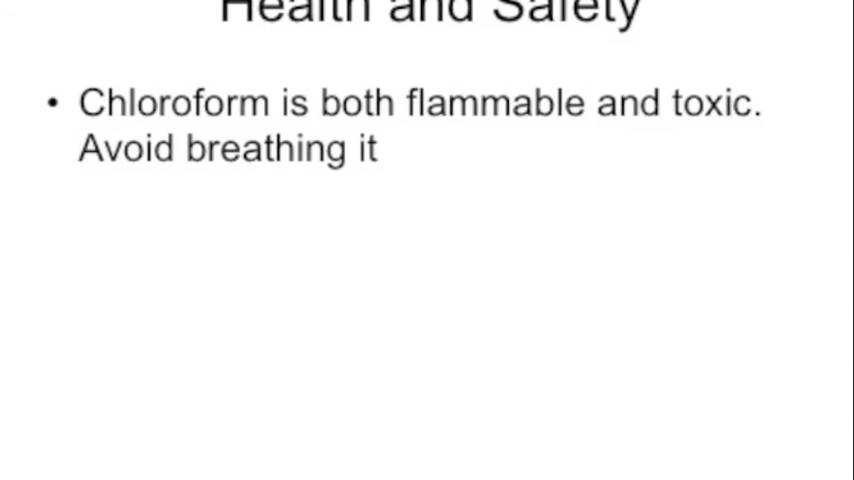 Health and Safety
• Chloroform is both flammable and toxic.
Avoid breathing it